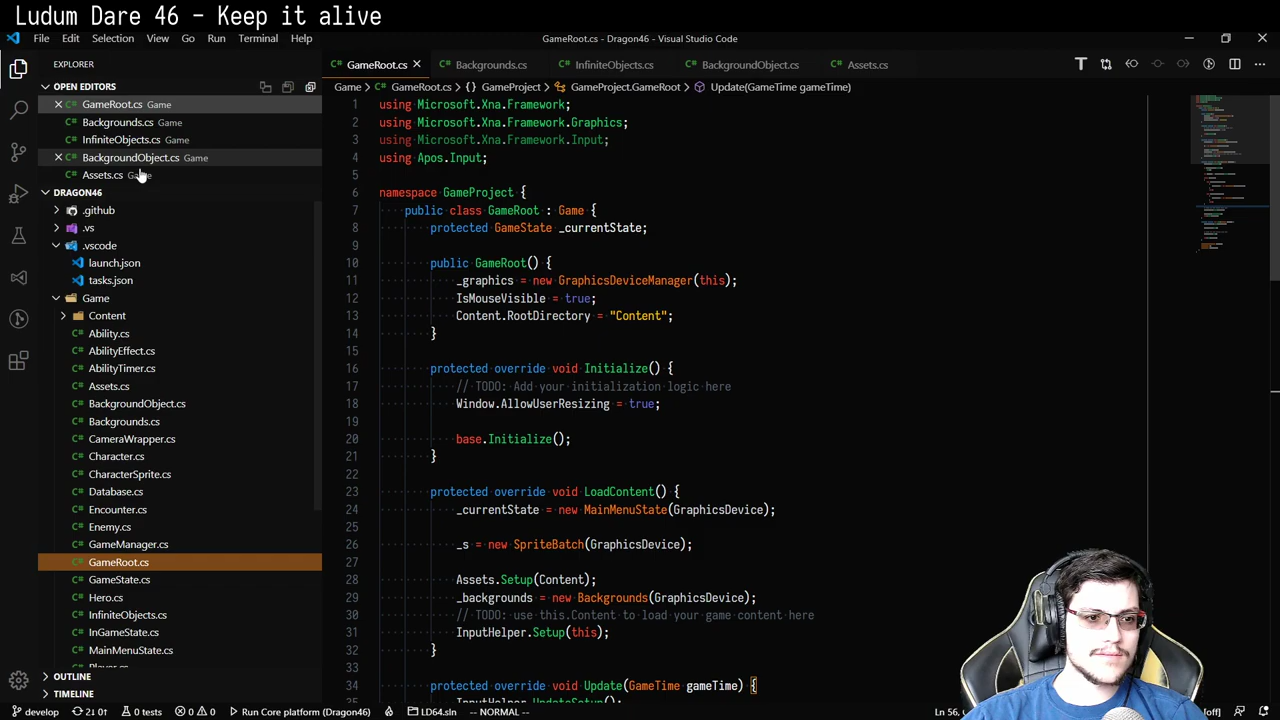 Ludum Dare 46 - Keep it alive
File Edit Selection View Go Run Terminal Help
GameRoot.cs - Dragon46 - Visual Studio Code
EXPLORER
GameRoot.cs
Backgrounds.cs
InfiniteObjects.cs
BackgroundObject.cs
Assets.cs
OPEN EDITORS
Game > GameRoot.cs > {} GameProject > GameProject.GameRoot > Update(GameTime gameTime)
GameRoot.cs Game
Backgrounds.cs Game
InfiniteObjects.cs Game
BackgroundObject.cs Game
Assets.cs Game
DRAGON46
.github
.vs
.vscode
launch.json
tasks.json
Game
Content
Ability.cs
AbilityEffect.cs
AbilityTimer.cs
Assets.cs
BackgroundObject.cs
Backgrounds.cs
CameraWrapper.cs
Character.cs
CharacterSprite.cs
Database.cs
Encounter.cs
Enemy.cs
GameManager.cs
GameRoot.cs
GameState.cs
Hero.cs
InfiniteObjects.cs
InGameState.cs
MainMenuState.cs
Player.cs
OUTLINE
TIMELINE
1 using Microsoft.Xna.Framework;
2 using Microsoft.Xna.Framework.Graphics;
3 using Microsoft.Xna.Framework.Input;
4 using Apos.Input;
5
6 namespace GameProject {
7 public class GameRoot : Game {
8 protected GameState _currentState;
9
10 public GameRoot() {
11 _graphics = new GraphicsDeviceManager(this);
12 IsMouseVisible = true;
13 Content.RootDirectory = "Content";
14 }
15
16 protected override void Initialize() {
17 // TODO: Add your initialization logic here
18 Window.AllowUserResizing = true;
19
20 base.Initialize();
21 }
22
23 protected override void LoadContent() {
24 _currentState = new MainMenuState(GraphicsDevice);
25
26 _s = new SpriteBatch(GraphicsDevice);
27
28 Assets.Setup(Content);
29 _backgrounds = new Backgrounds(GraphicsDevice);
30 // TODO: use this.Content to load your game content here
31 InputHelper.Setup(this);
32 }
33
34 protected override void Update(GameTime gameTime) {
35 InputHelper.UpdateSetup();
develop 2↓ 0↑ 0 tests 0 0 Run Core platform (Dragon46) LD64.sln -- NORMAL -- [off]